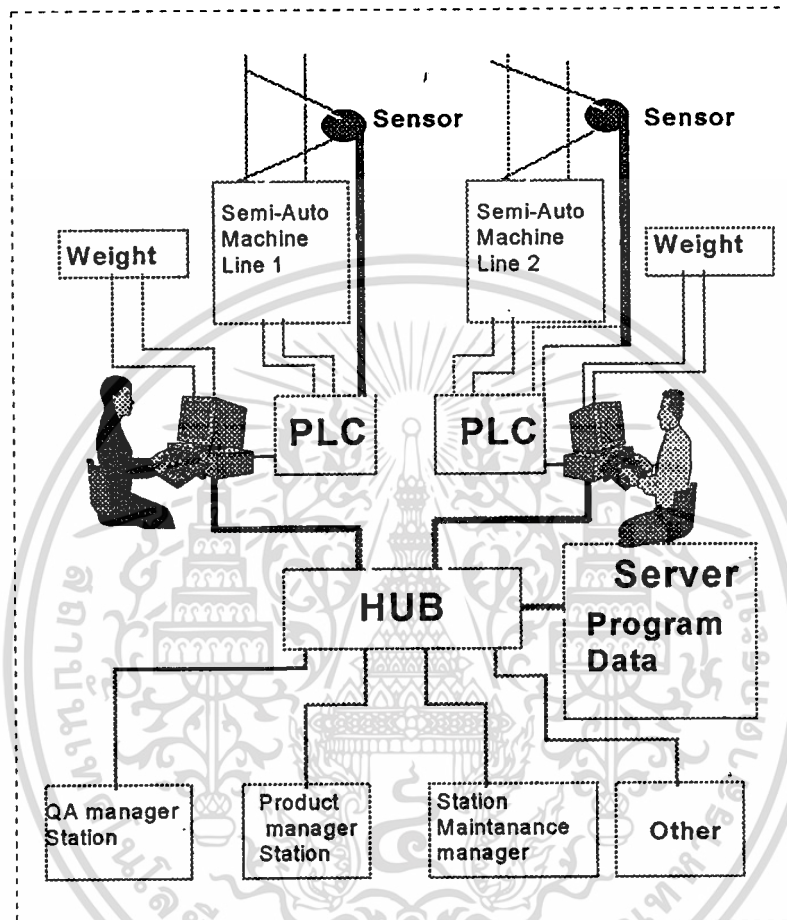 Sensor
Sensor
Semi-Auto
Machine
Line 1
Semi-Auto
Machine
Line 2
Weight
Weight
PLC
PLC
HUB
Server
Program
Data
QA manager
Station
Product
manager
Station
Station
Maintanance
manager
Other